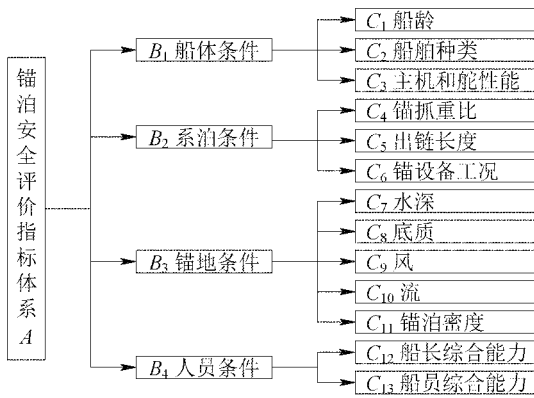 锚泊安全评价指标体系A
B₁船体条件
C₁船龄
C₂船舶种类
C₃主机和舵性能
B₂系泊条件
C₄锚抓重比
C₅出链长度
C₆锚设备工况
B₃锚地条件
C₇水深
C₈底质
C₉风
C₁₀流
C₁₁锚泊密度
B₄人员条件
C₁₂船长综合能力
C₁₃船员综合能力